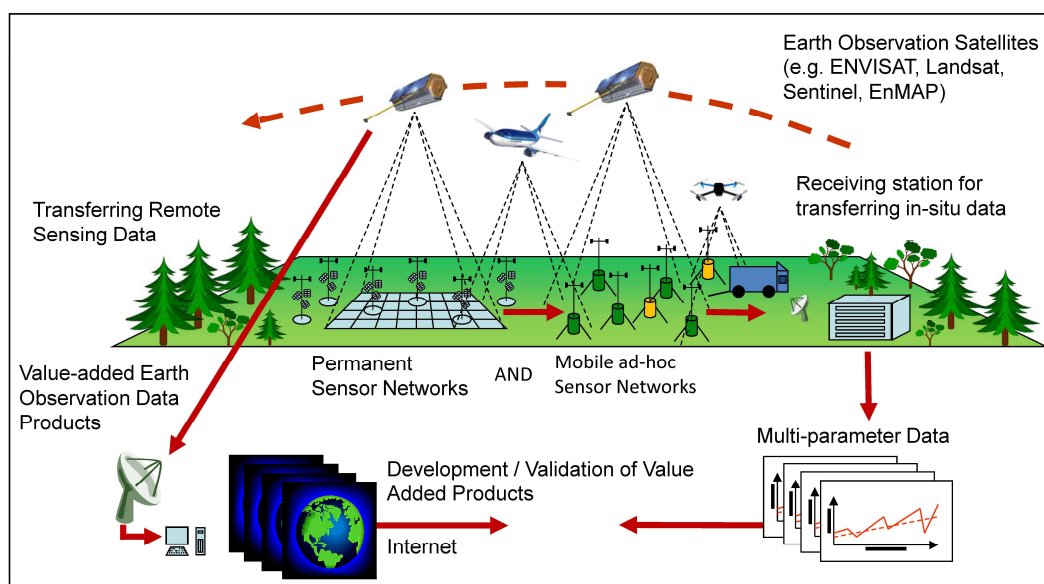 Earth Observation Satellites
(e.g. ENVISAT, Landsat,
Sentinel, EnMAP)
Receiving station for
transferring in-situ data
Transferring Remote
Sensing Data
Value-added Earth
Observation Data
Products
Permanent
Sensor Networks
AND
Mobile ad-hoc
Sensor Networks
Multi-parameter Data
Development / Validation of Value
Added Products
Internet